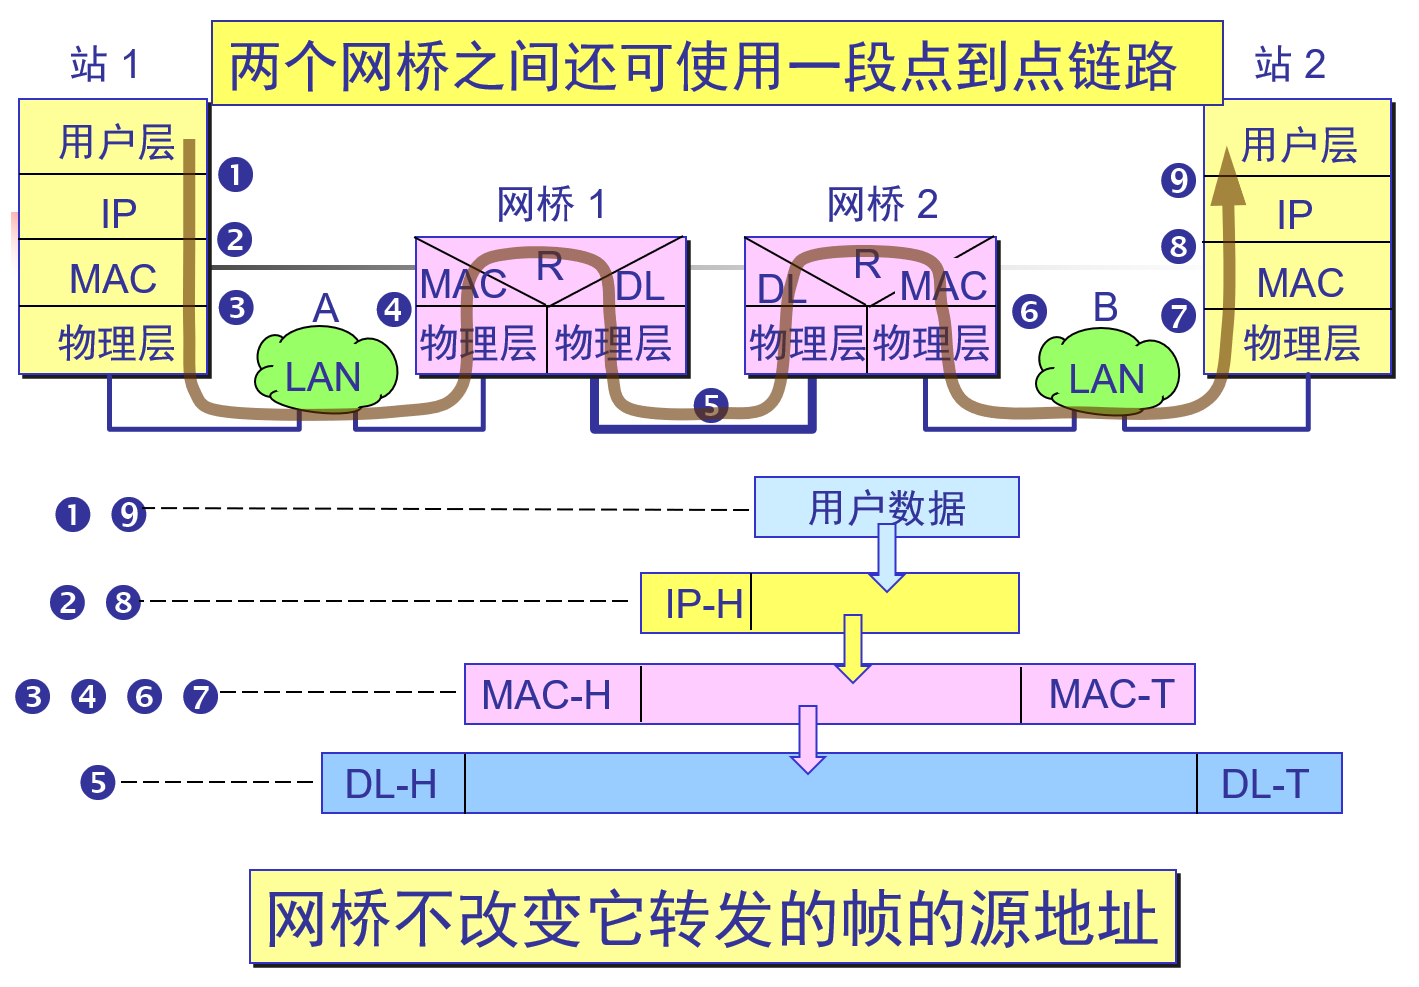 两个网桥之间还可使用一段点到点链路
站 1
站 2
用户层
IP
MAC
物理层
❶
❷
❸
A
LAN
❹
网桥 1
MAC
R
DL
物理层
物理层
❺
网桥 2
DL
R
MAC
物理层
物理层
❻
B
LAN
❾
❽
❼
用户层
IP
MAC
物理层
❶ ❾ 用户数据
❷ ❽ IP-H
❸ ❹ ❻ ❼ MAC-H MAC-T
❺ DL-H DL-T
网桥不改变它转发的帧的源地址